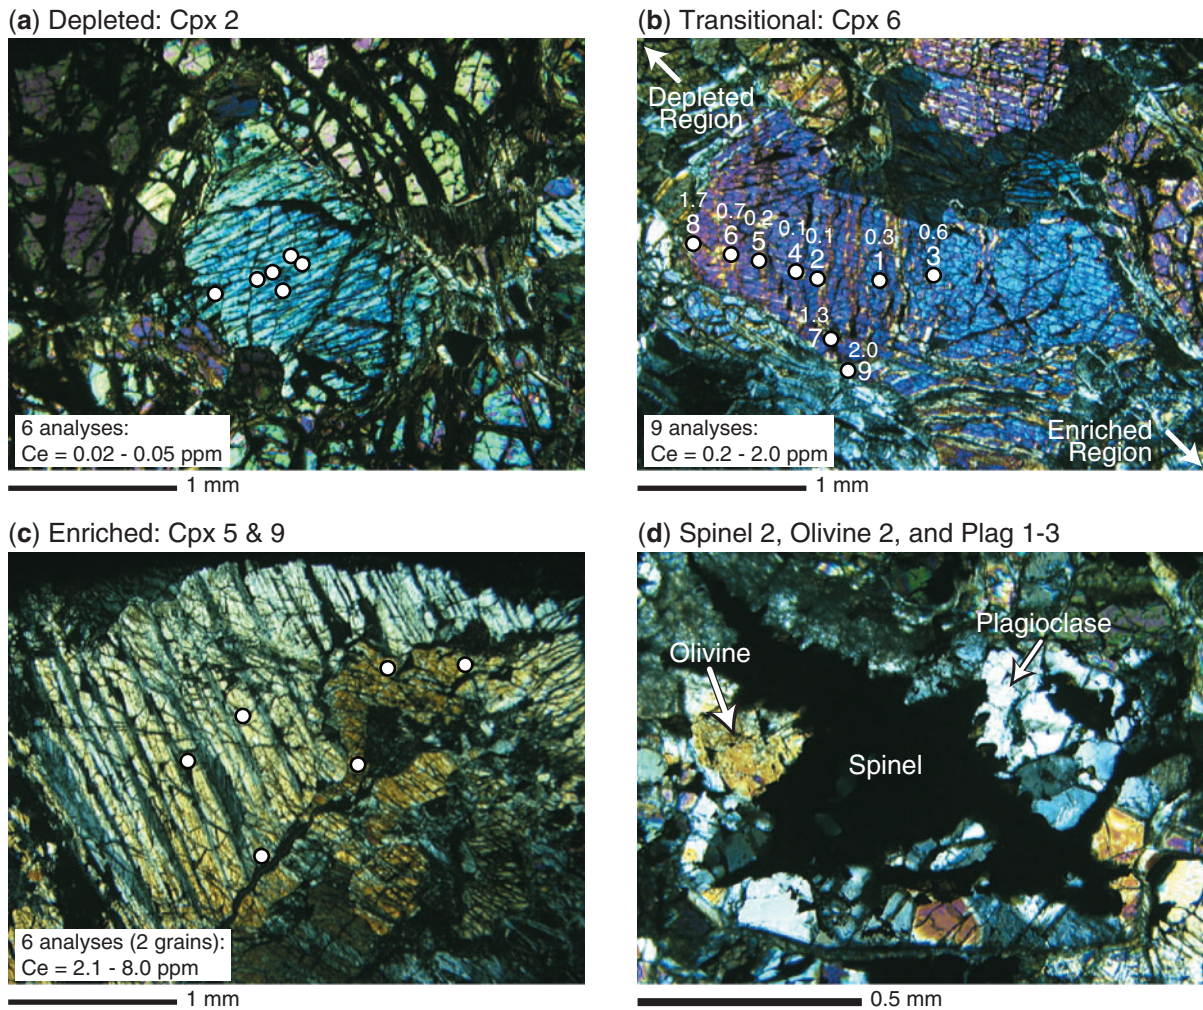 (a) Depleted: Cpx 2
6 analyses:
Ce = 0.02 - 0.05 ppm
1 mm
(b) Transitional: Cpx 6
Depleted
Region
1.7
8
0.7
6
0.2
5
0.1
4
0.1
2
0.3
1
0.6
3
1.3
7
2.0
9
9 analyses:
Ce = 0.2 - 2.0 ppm
Enriched
Region
1 mm
(c) Enriched: Cpx 5 & 9
6 analyses (2 grains):
Ce = 2.1 - 8.0 ppm
1 mm
(d) Spinel 2, Olivine 2, and Plag 1-3
Plagioclase
Olivine
Spinel
0.5 mm